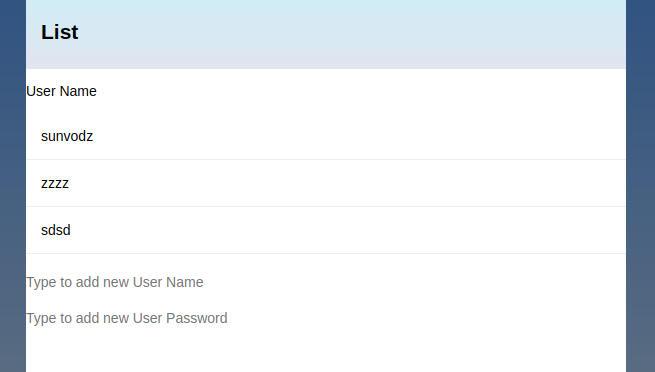 List
User Name
sunvodz
zzzz
sdsd
Type to add new User Name
Type to add new User Password